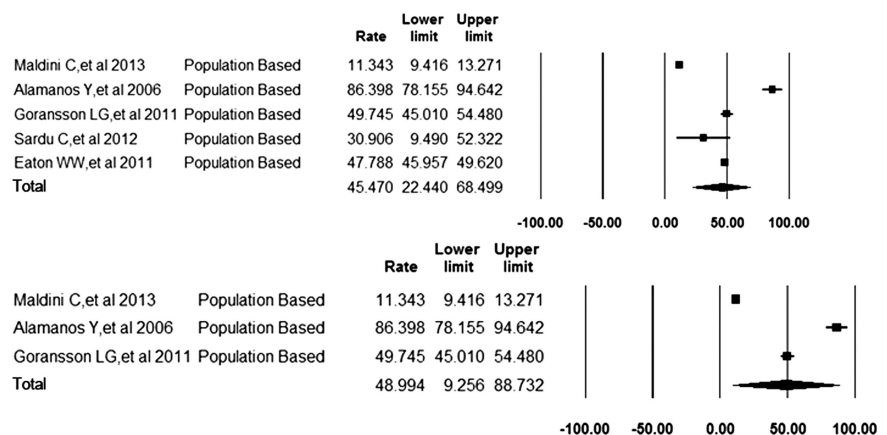 Rate Lower limit Upper limit
Maldini C,et al 2013 Population Based 11.343 9.416 13.271
Alamanos Y,et al 2006 Population Based 86.398 78.155 94.642
Goransson LG,et al 2011 Population Based 49.745 45.010 54.480
Sardu C,et al 2012 Population Based 30.906 9.490 52.322
Eaton WW,et al 2011 Population Based 47.788 45.957 49.620
Total 45.470 22.440 68.499
-100.00 -50.00 0.00 50.00 100.00
Rate Lower limit Upper limit
Maldini C,et al 2013 Population Based 11.343 9.416 13.271
Alamanos Y,et al 2006 Population Based 86.398 78.155 94.642
Goransson LG,et al 2011 Population Based 49.745 45.010 54.480
Total 48.994 9.256 88.732
-100.00 -50.00 0.00 50.00 100.00